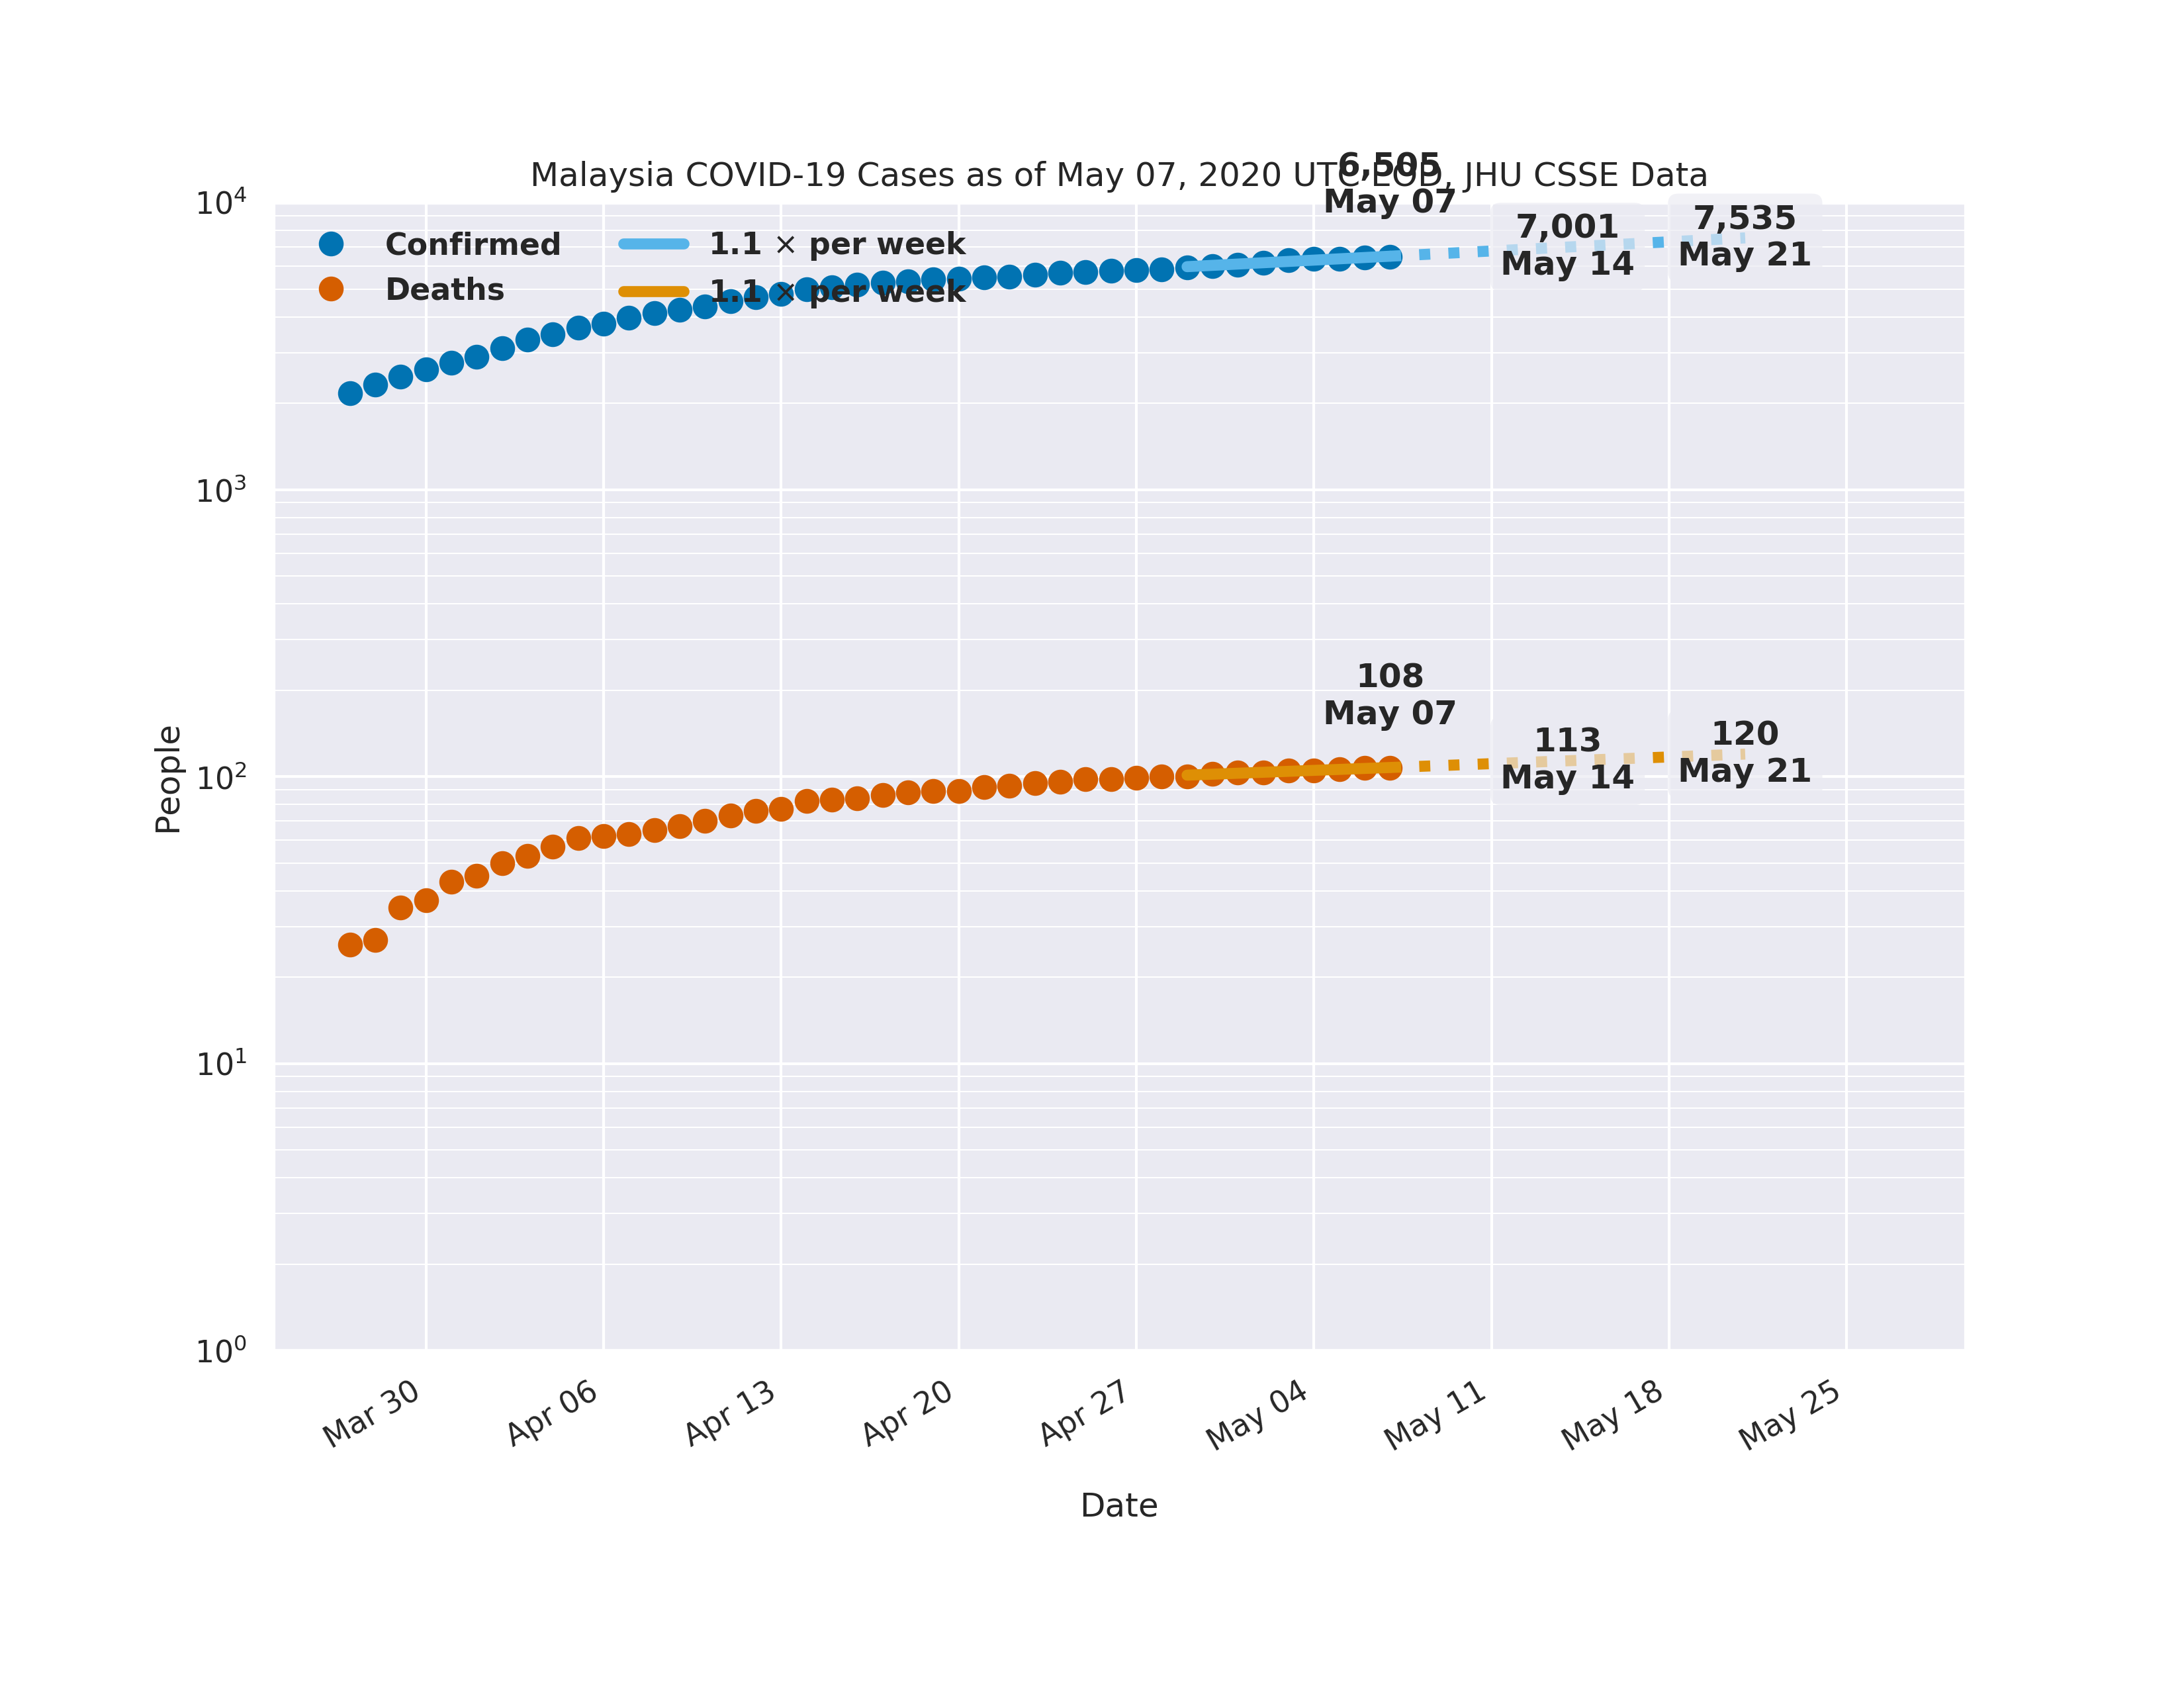 Malaysia COVID-19 Cases as of May 07, 2020 UTC EOD, JHU CSSE Data
6,505
May 07
7,001
May 14
7,535
May 21
Confirmed
Deaths
1.1 × per week
1.1 × per week
108
May 07
113
May 14
120
May 21
People
10⁴
10³
10²
10¹
10⁰
Mar 30
Apr 06
Apr 13
Apr 20
Apr 27
May 04
May 11
May 18
May 25
Date